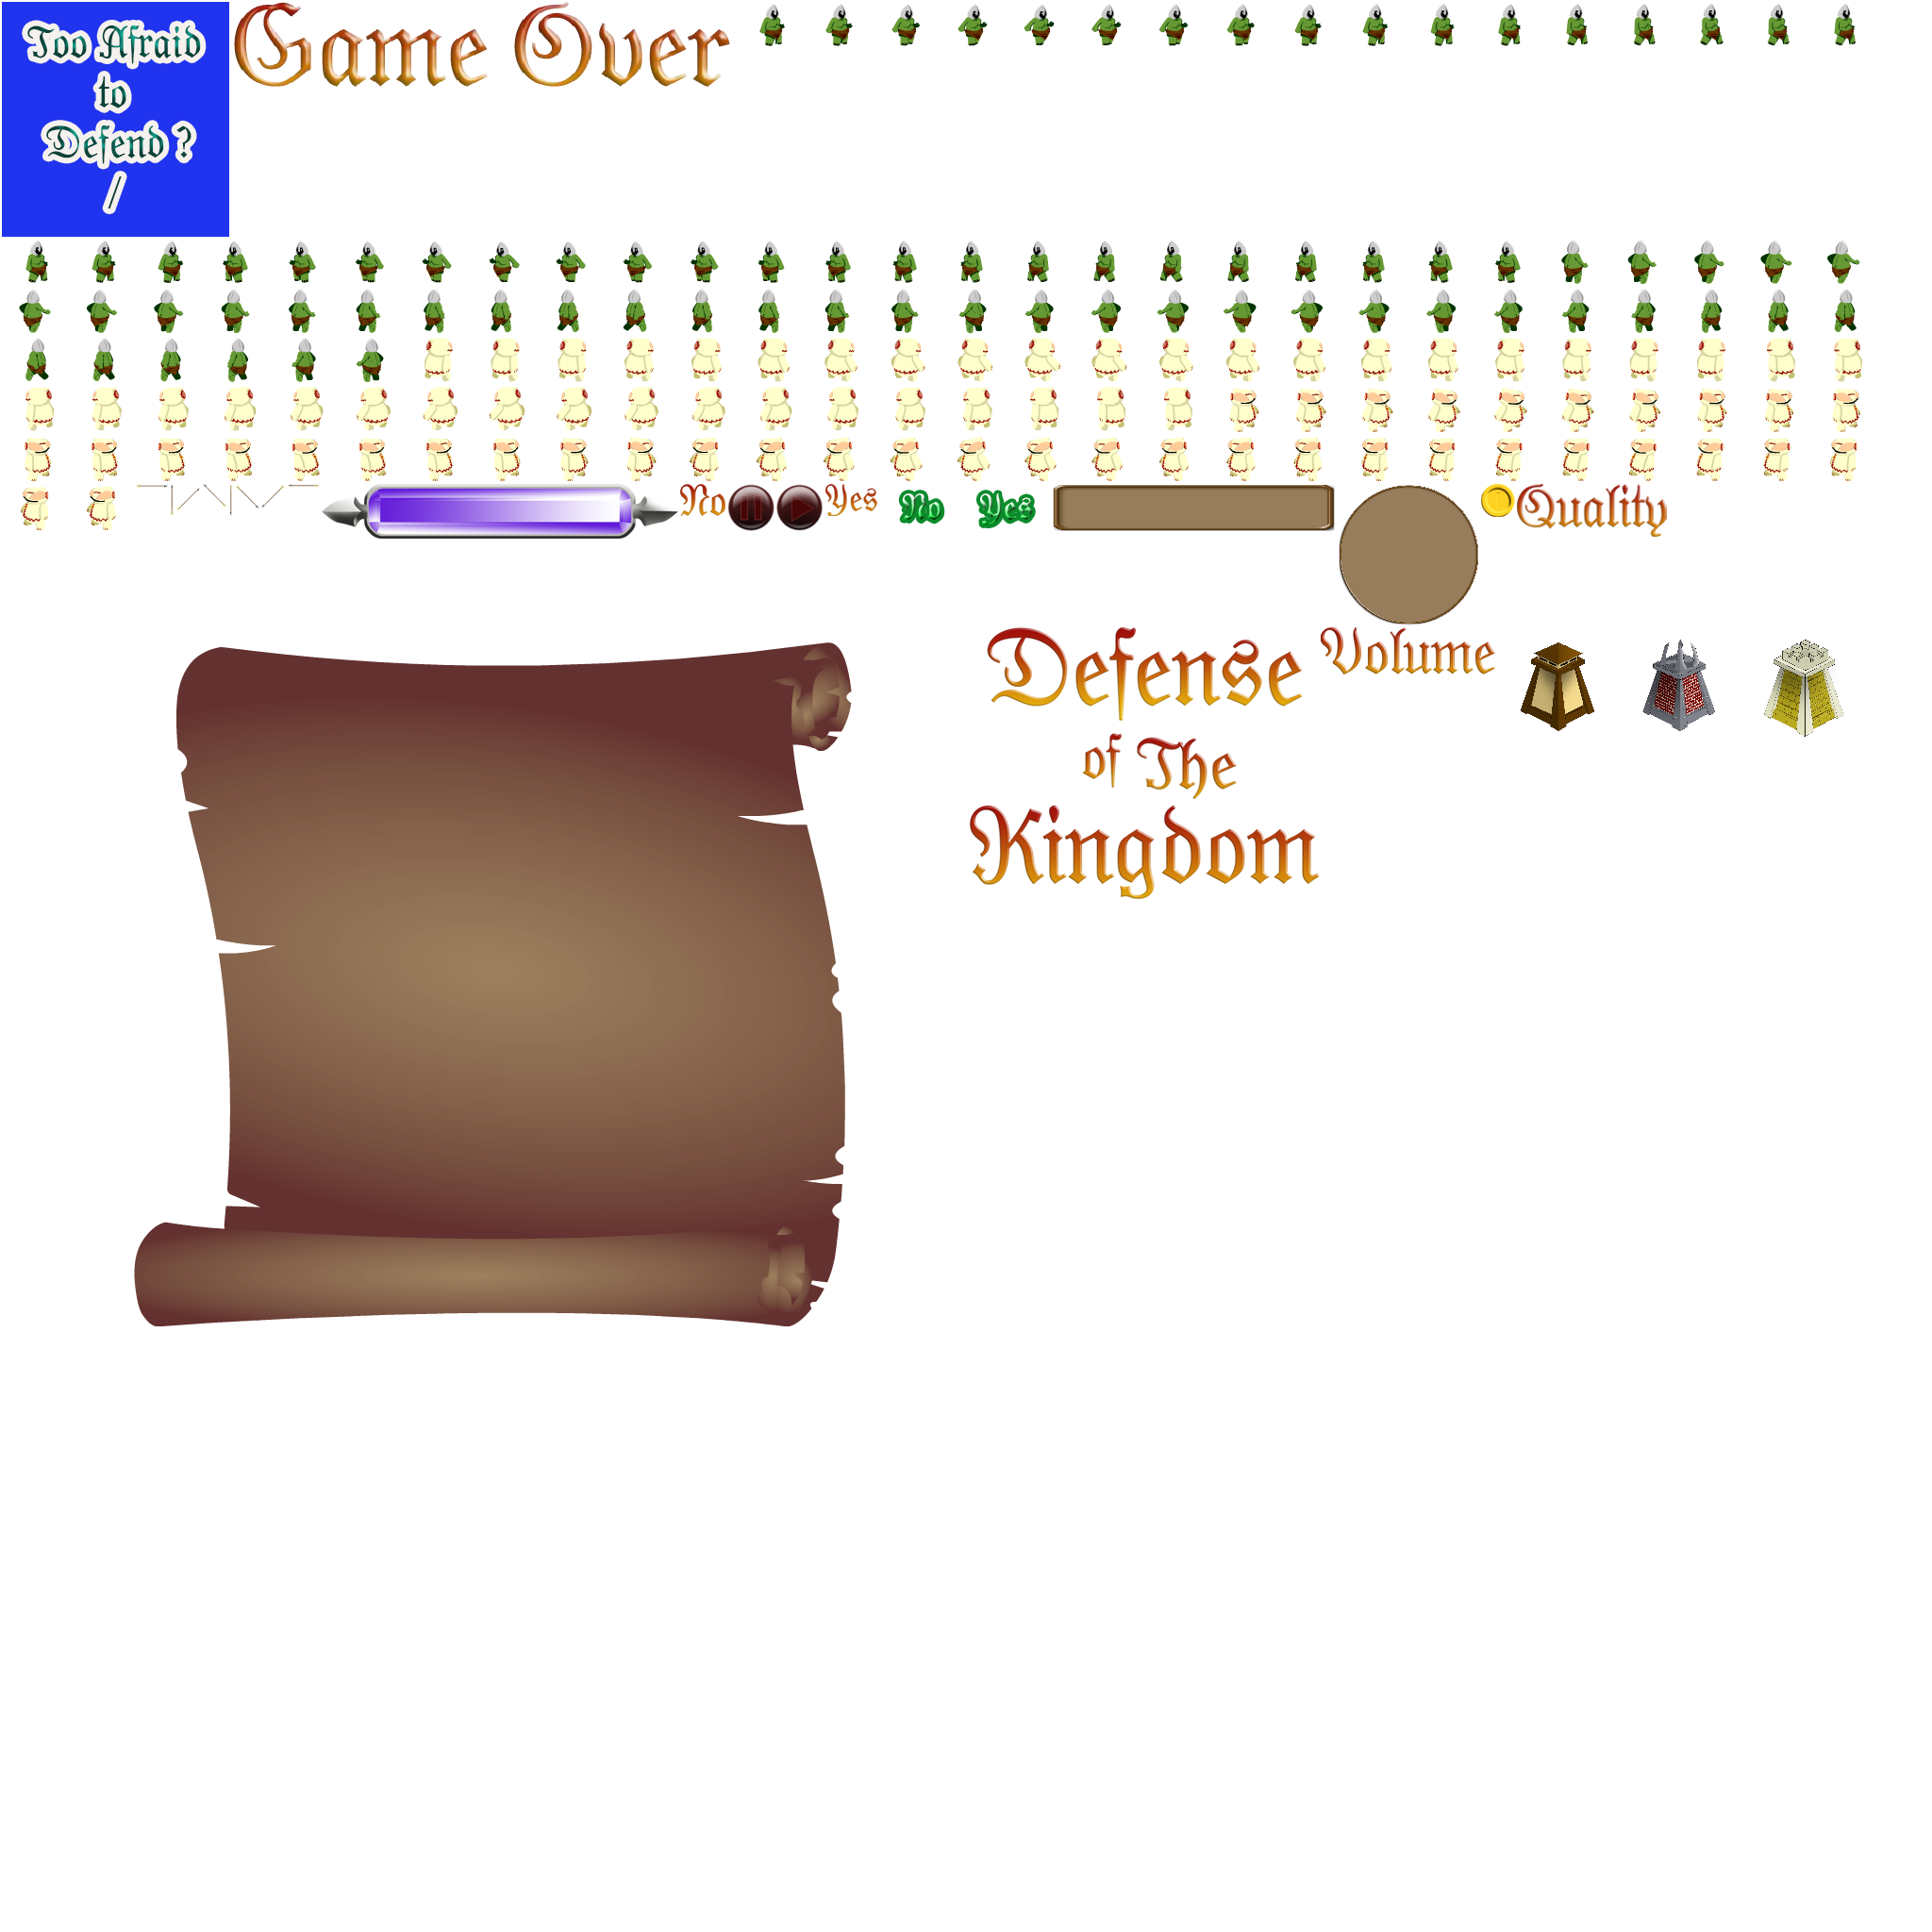 Too Afraid
to
Defend ?
/
Game Over
No
Yes
No
Yes
Quality
Defense
of The
Kingdom
Volume